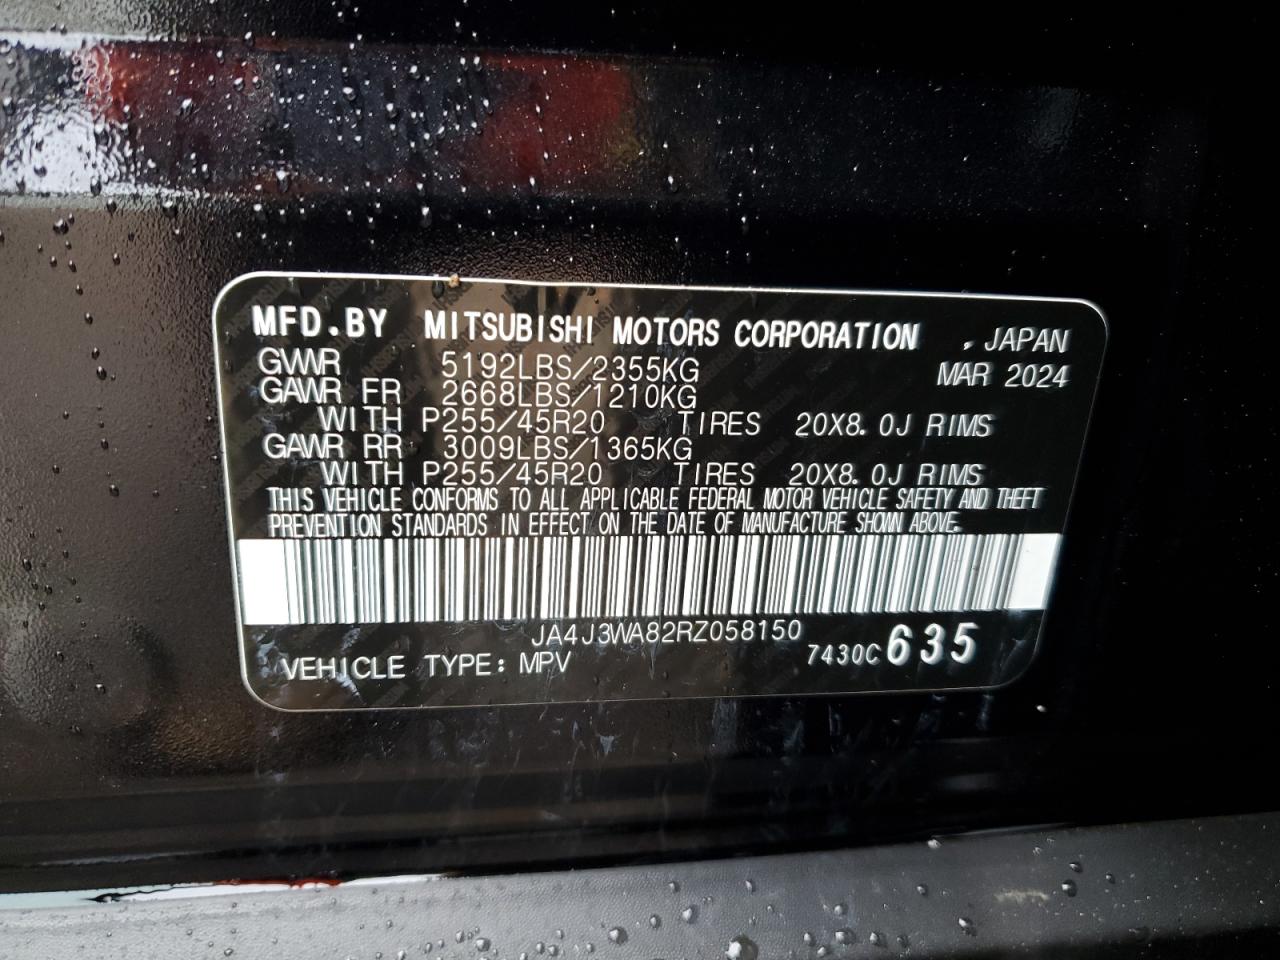 MFD.BY MITSUBISHI MOTORS CORPORATION , JAPAN
GVWR 5192LBS/2355KG MAR 2024
GAWR FR 2668LBS/1210KG
WITH P255/45R20 TIRES 20X8.0J RIMS
GAWR RR 3009LBS/1365KG
WITH P255/45R20 TIRES 20X8.0J RIMS
THIS VEHICLE CONFORMS TO ALL APPLICABLE FEDERAL MOTOR VEHICLE SAFETY AND THEFT
PREVENTION STANDARDS IN EFFECT ON THE DATE OF MANUFACTURE SHOWN ABOVE.
JA4J3WA82RZ058150
VEHICLE TYPE: MPV 7430C635